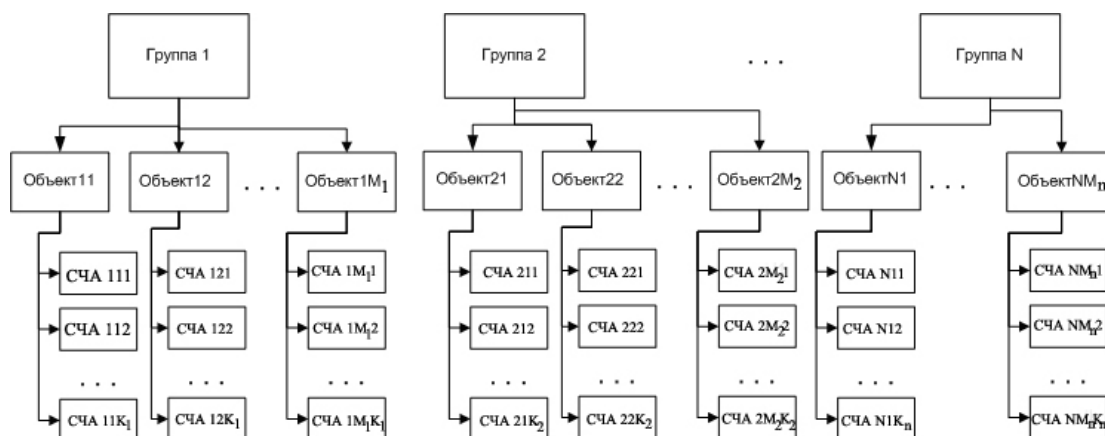 Группа 1
Группа 2
. . .
Группа N
Объект11
Объект12
. . .
Объект1M₁
Объект21
Объект22
. . .
Объект2M₂
ОбъектN1
. . .
ОбъектNMₙ
СЧА 111
СЧА 121
СЧА 1M₁1
СЧА 211
СЧА 221
СЧА 2M₂1
СЧА N11
СЧА NMₙ1
СЧА 112
СЧА 122
СЧА 1M₁2
СЧА 212
СЧА 222
СЧА 2M₂2
СЧА N12
СЧА NMₙ2
. . .
. . .
. . .
. . .
. . .
. . .
. . .
. . .
СЧА 11K₁
СЧА 12K₁
СЧА 1M₁K₁
СЧА 21K₂
СЧА 22K₂
СЧА 2M₂K₂
СЧА N1Kₙ
СЧА NMₙKₙ